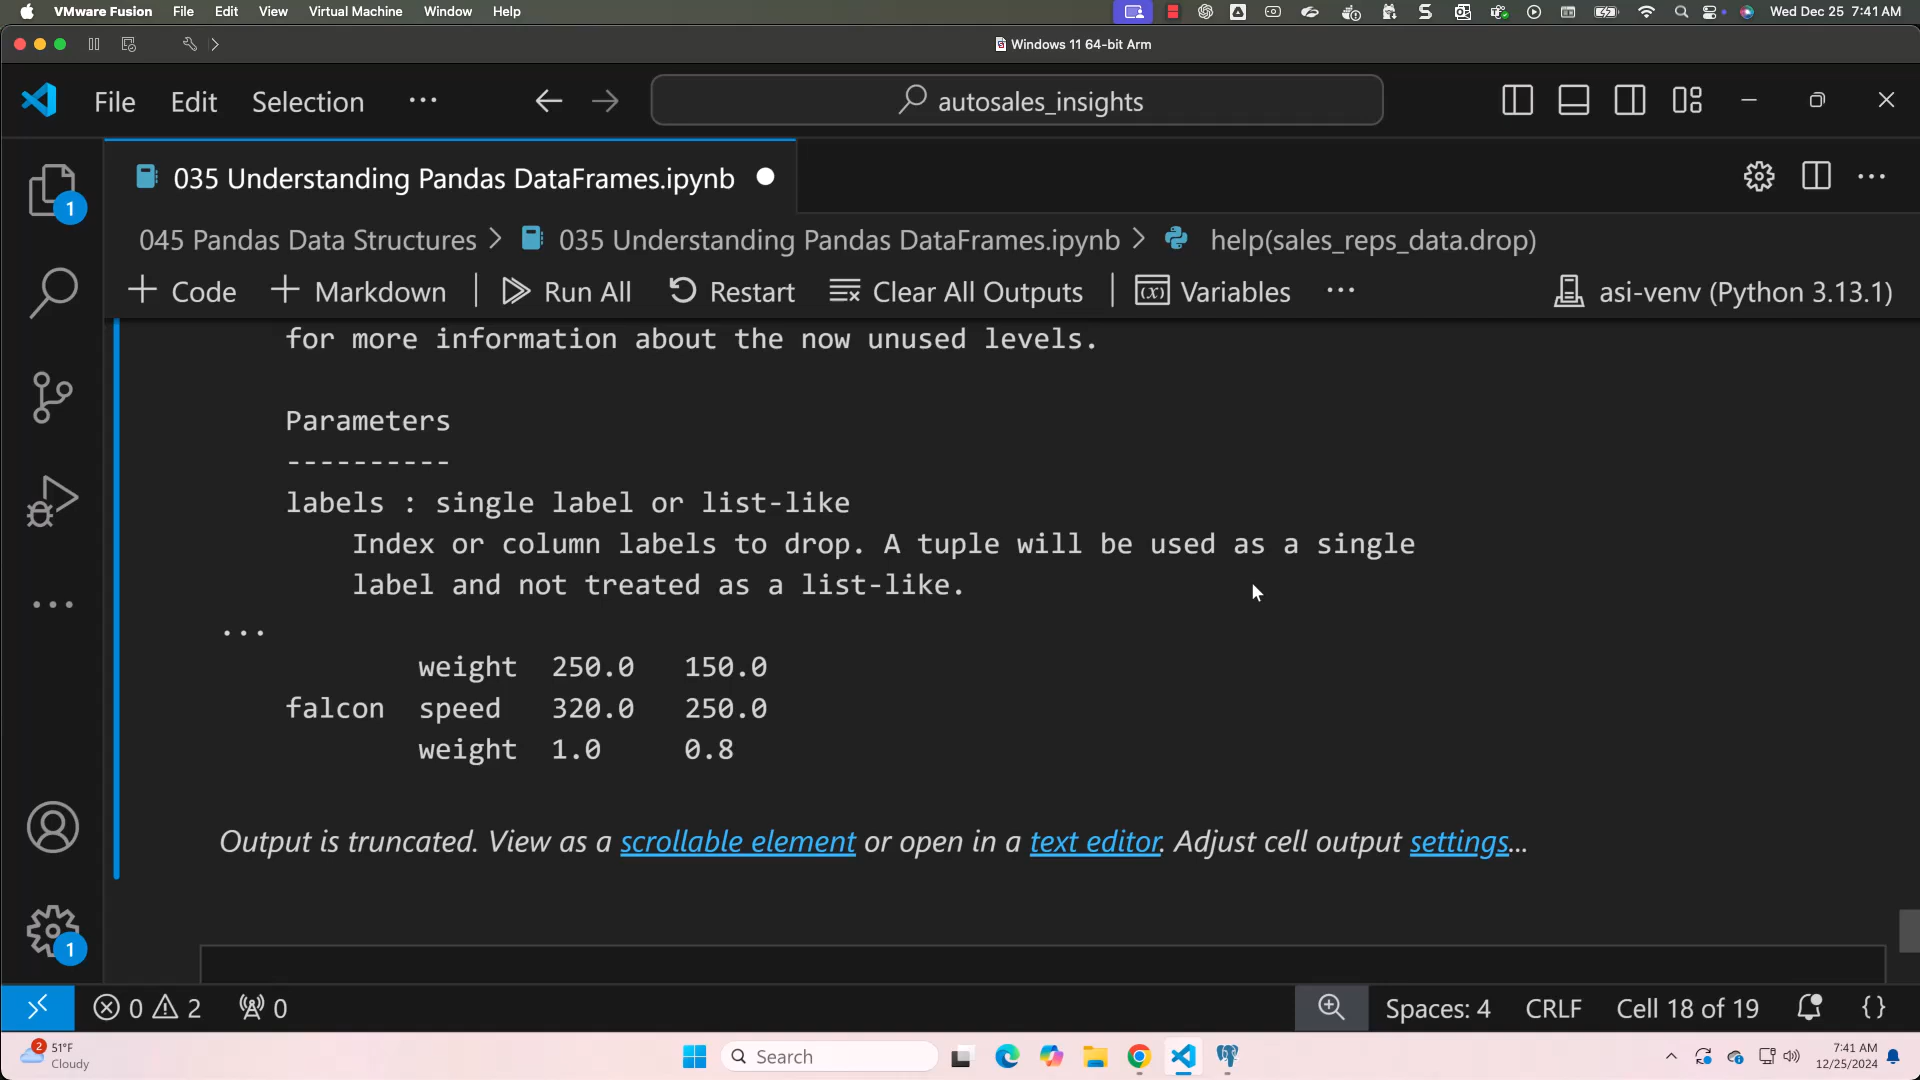 VMware Fusion File Edit View Virtual Machine Window Help Wed Dec 25 7:41 AM
Windows 11 64-bit Arm
File Edit Selection ··· autosales_insights
035 Understanding Pandas DataFrames.ipynb
045 Pandas Data Structures > 035 Understanding Pandas DataFrames.ipynb > help(sales_reps_data.drop)
+ Code + Markdown Run All Restart Clear All Outputs Variables ··· asi-venv (Python 3.13.1)
for more information about the now unused levels.
Parameters
----------
labels : single label or list-like
Index or column labels to drop. A tuple will be used as a single
label and not treated as a list-like.
...
weight 250.0 150.0
falcon speed 320.0 250.0
weight 1.0 0.8
Output is truncated. View as a scrollable element or open in a text editor. Adjust cell output settings...
1
1
0 2 0 Spaces: 4 CRLF Cell 18 of 19 {}
2 51°F
Cloudy
Search
7:41 AM
12/25/2024